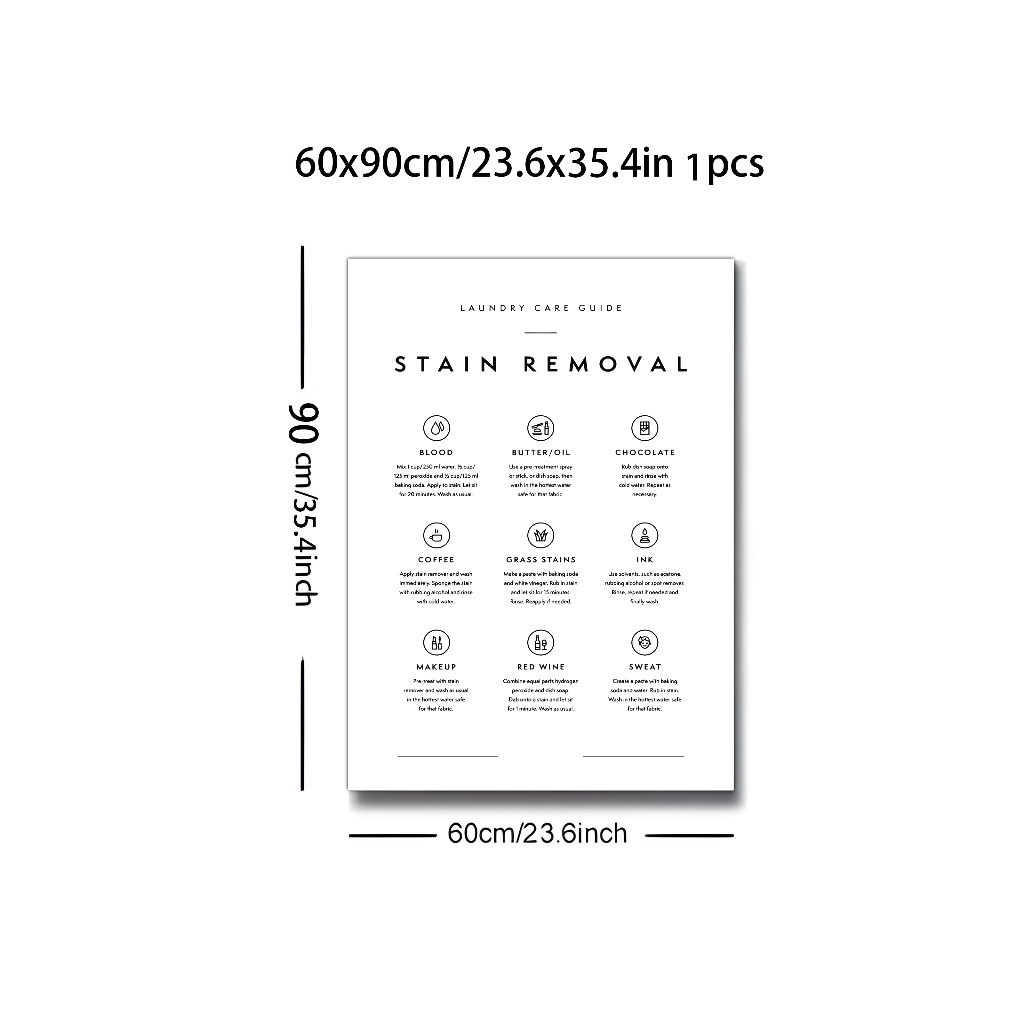 60x90cm/23.6x35.4in 1pcs
90 cm/35.4inch
LAUNDRY CARE GUIDE
STAIN REMOVAL
BLOOD
Mix 1 cup/250 ml water, ½ cup/
125 ml peroxide and ½ cup/125 ml
baking soda. Apply to stain. Let sit
for 20 minutes. Wash as usual.
BUTTER/OIL
Use a pre-treatment spray
or stick, or dish soap, then
wash in the hottest water
safe for that fabric.
CHOCOLATE
Rub dish soap onto
stain and rinse with
cold water. Repeat as
necessary.
COFFEE
Apply stain remover and wash
immediately. Sponge the stain
with rubbing alcohol and rinse
with cold water.
GRASS STAINS
Make a paste with baking soda
and white vinegar. Rub in stain
and let sit for 15 minutes.
Rinse. Reapply if needed.
INK
Use solvents, such as acetone,
rubbing alcohol or spot remover.
Rinse, repeat if needed and
finally wash.
MAKEUP
Pre-treat with stain
remover and wash as usual
in the hottest water safe
for that fabric.
RED WINE
Combine equal parts hydrogen
peroxide and dish soap.
Dab onto a stain and let sit
for 1 minute. Wash as usual.
SWEAT
Create a paste with baking
soda and water. Rub in stain.
Wash in the hottest water safe
for that fabric.
60cm/23.6inch